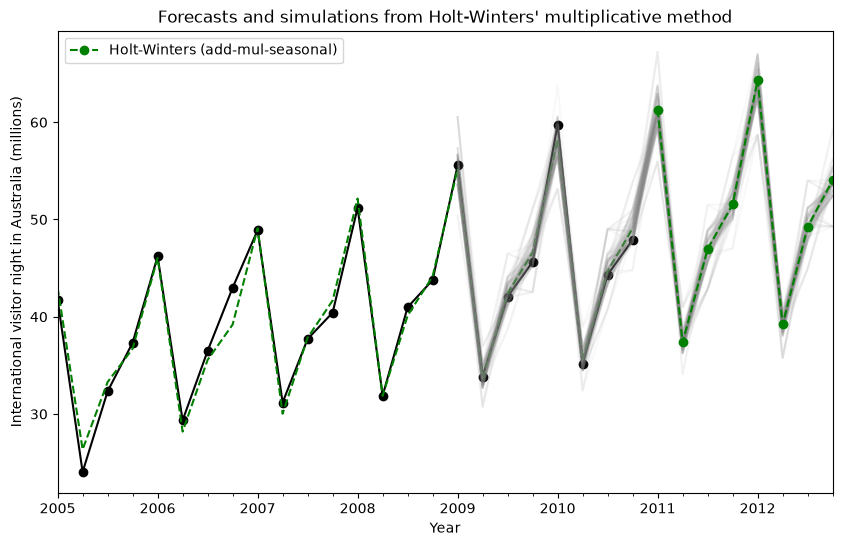 Forecasts and simulations from Holt-Winters' multiplicative method
Holt-Winters (add-mul-seasonal)
International visitor night in Australia (millions)
60
50
40
30
2005 2006 2007 2008 2009 2010 2011 2012
Year